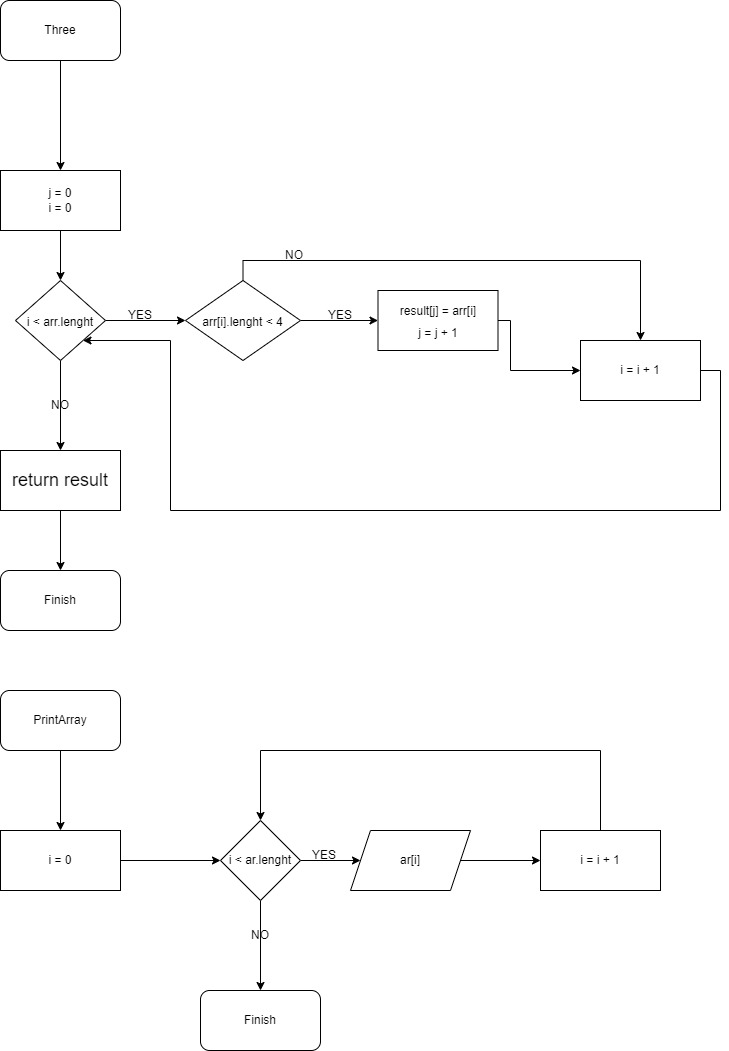 Three
j = 0
i = 0
NO
i < arr.lenght
YES
arr[i].lenght < 4
YES
result[j] = arr[i]
j = j + 1
i = i + 1
NO
return result
Finish
PrintArray
i = 0
i < ar.lenght
YES
ar[i]
i = i + 1
NO
Finish